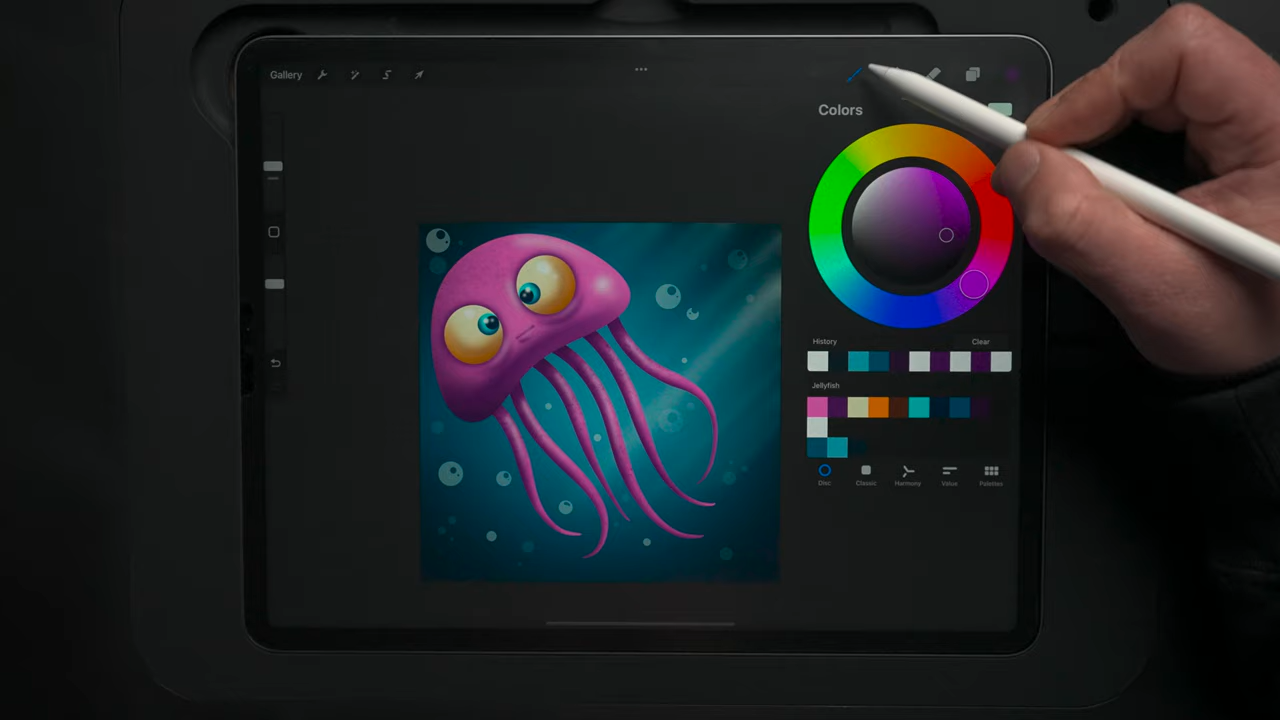 Gallery
Colors
History Clear
Jellyfish
Disc Classic Harmony Value Palettes